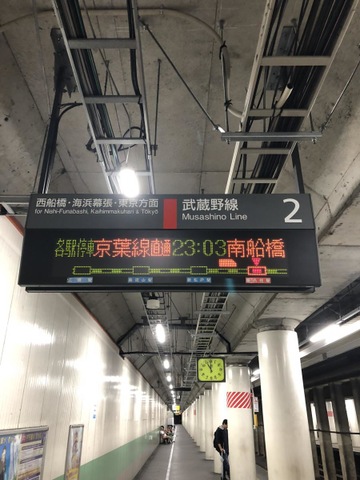 西船橋・海浜幕張・東京方面
for Nishi-Funabashi, Kaihimmakuhari & Tōkyō
武蔵野線
Musashino Line
2
各駅停車 京葉線直通 23:03 南船橋